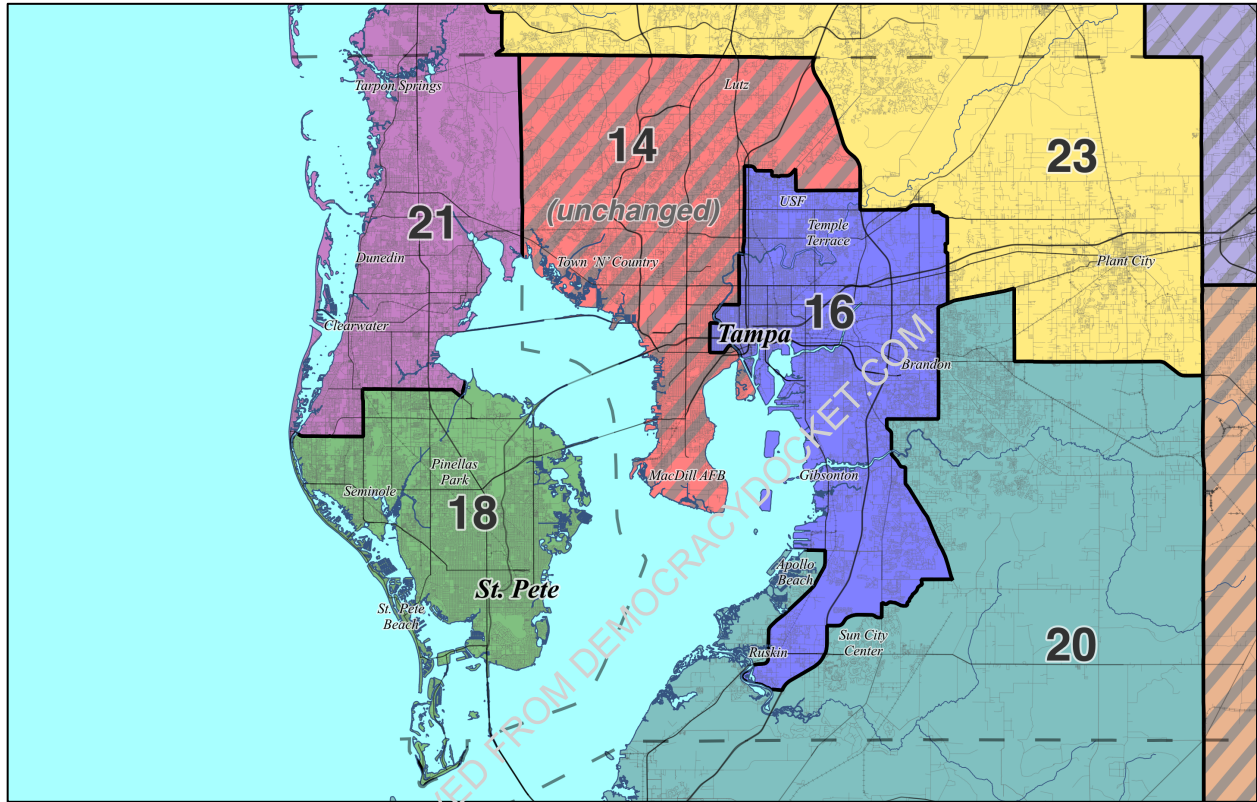 Tarpon Springs
Lutz
14
23
(unchanged)
USF
21
Temple
Terrace
Dunedin
Town 'N' Country
Plant City
16
Clearwater
Tampa
Brandon
Pinellas
Park
MacDill AFB
Gibsonton
Seminole
18
Apollo
Beach
St. Pete
St. Pete
Beach
Sun City
Center
20
Ruskin
ED FROM DEMOCRACYDOCKET.COM